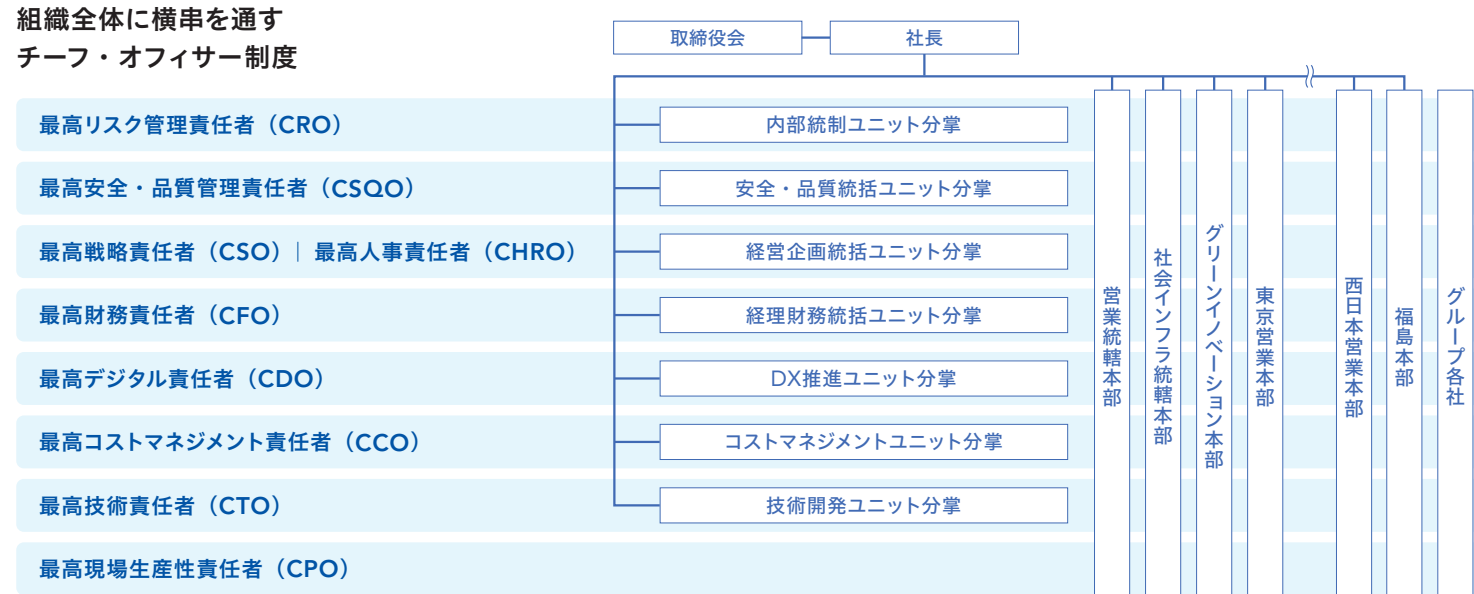 組織全体に横串を通す
チーフ・オフィサー制度
取締役会
社長
最高リスク管理責任者（CRO）
内部統制ユニット分掌
最高安全・品質管理責任者（CSQO）
安全・品質統括ユニット分掌
最高戦略責任者（CSO）｜ 最高人事責任者（CHRO）
経営企画統括ユニット分掌
最高財務責任者（CFO）
経理財務統括ユニット分掌
最高デジタル責任者（CDO）
DX推進ユニット分掌
最高コストマネジメント責任者（CCO）
コストマネジメントユニット分掌
最高技術責任者（CTO）
技術開発ユニット分掌
最高現場生産性責任者（CPO）
営業統轄本部
社会インフラ統轄本部
グリーンイノベーション本部
東京営業本部
西日本営業本部
福島本部
グループ各社